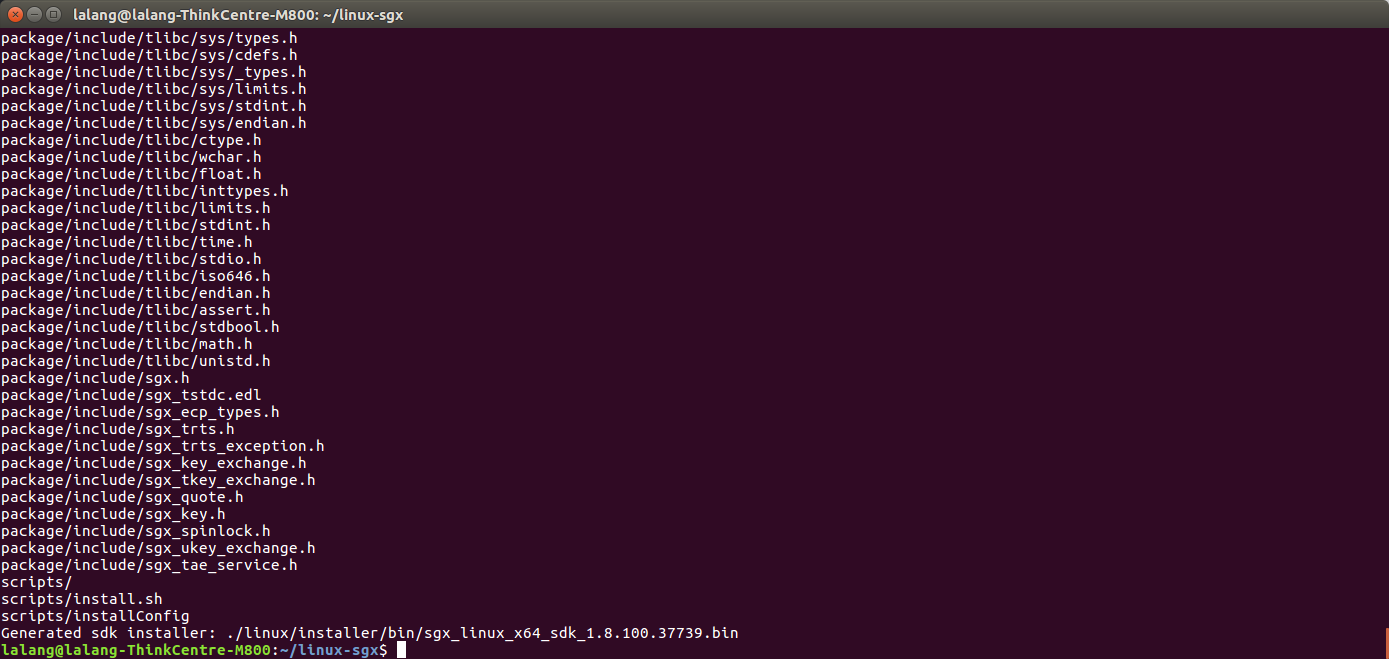 lalang@lalang-ThinkCentre-M800: ~/linux-sgx
package/include/tlibc/sys/types.h
package/include/tlibc/sys/cdefs.h
package/include/tlibc/sys/_types.h
package/include/tlibc/sys/limits.h
package/include/tlibc/sys/stdint.h
package/include/tlibc/sys/endian.h
package/include/tlibc/ctype.h
package/include/tlibc/wchar.h
package/include/tlibc/float.h
package/include/tlibc/inttypes.h
package/include/tlibc/limits.h
package/include/tlibc/stdint.h
package/include/tlibc/time.h
package/include/tlibc/stdio.h
package/include/tlibc/iso646.h
package/include/tlibc/endian.h
package/include/tlibc/assert.h
package/include/tlibc/stdbool.h
package/include/tlibc/math.h
package/include/tlibc/unistd.h
package/include/sgx.h
package/include/sgx_tstdc.edl
package/include/sgx_ecp_types.h
package/include/sgx_trts.h
package/include/sgx_trts_exception.h
package/include/sgx_key_exchange.h
package/include/sgx_tkey_exchange.h
package/include/sgx_quote.h
package/include/sgx_key.h
package/include/sgx_spinlock.h
package/include/sgx_ukey_exchange.h
package/include/sgx_tae_service.h
scripts/
scripts/install.sh
scripts/installConfig
Generated sdk installer: ./linux/installer/bin/sgx_linux_x64_sdk_1.8.100.37739.bin
lalang@lalang-ThinkCentre-M800:~/linux-sgx$